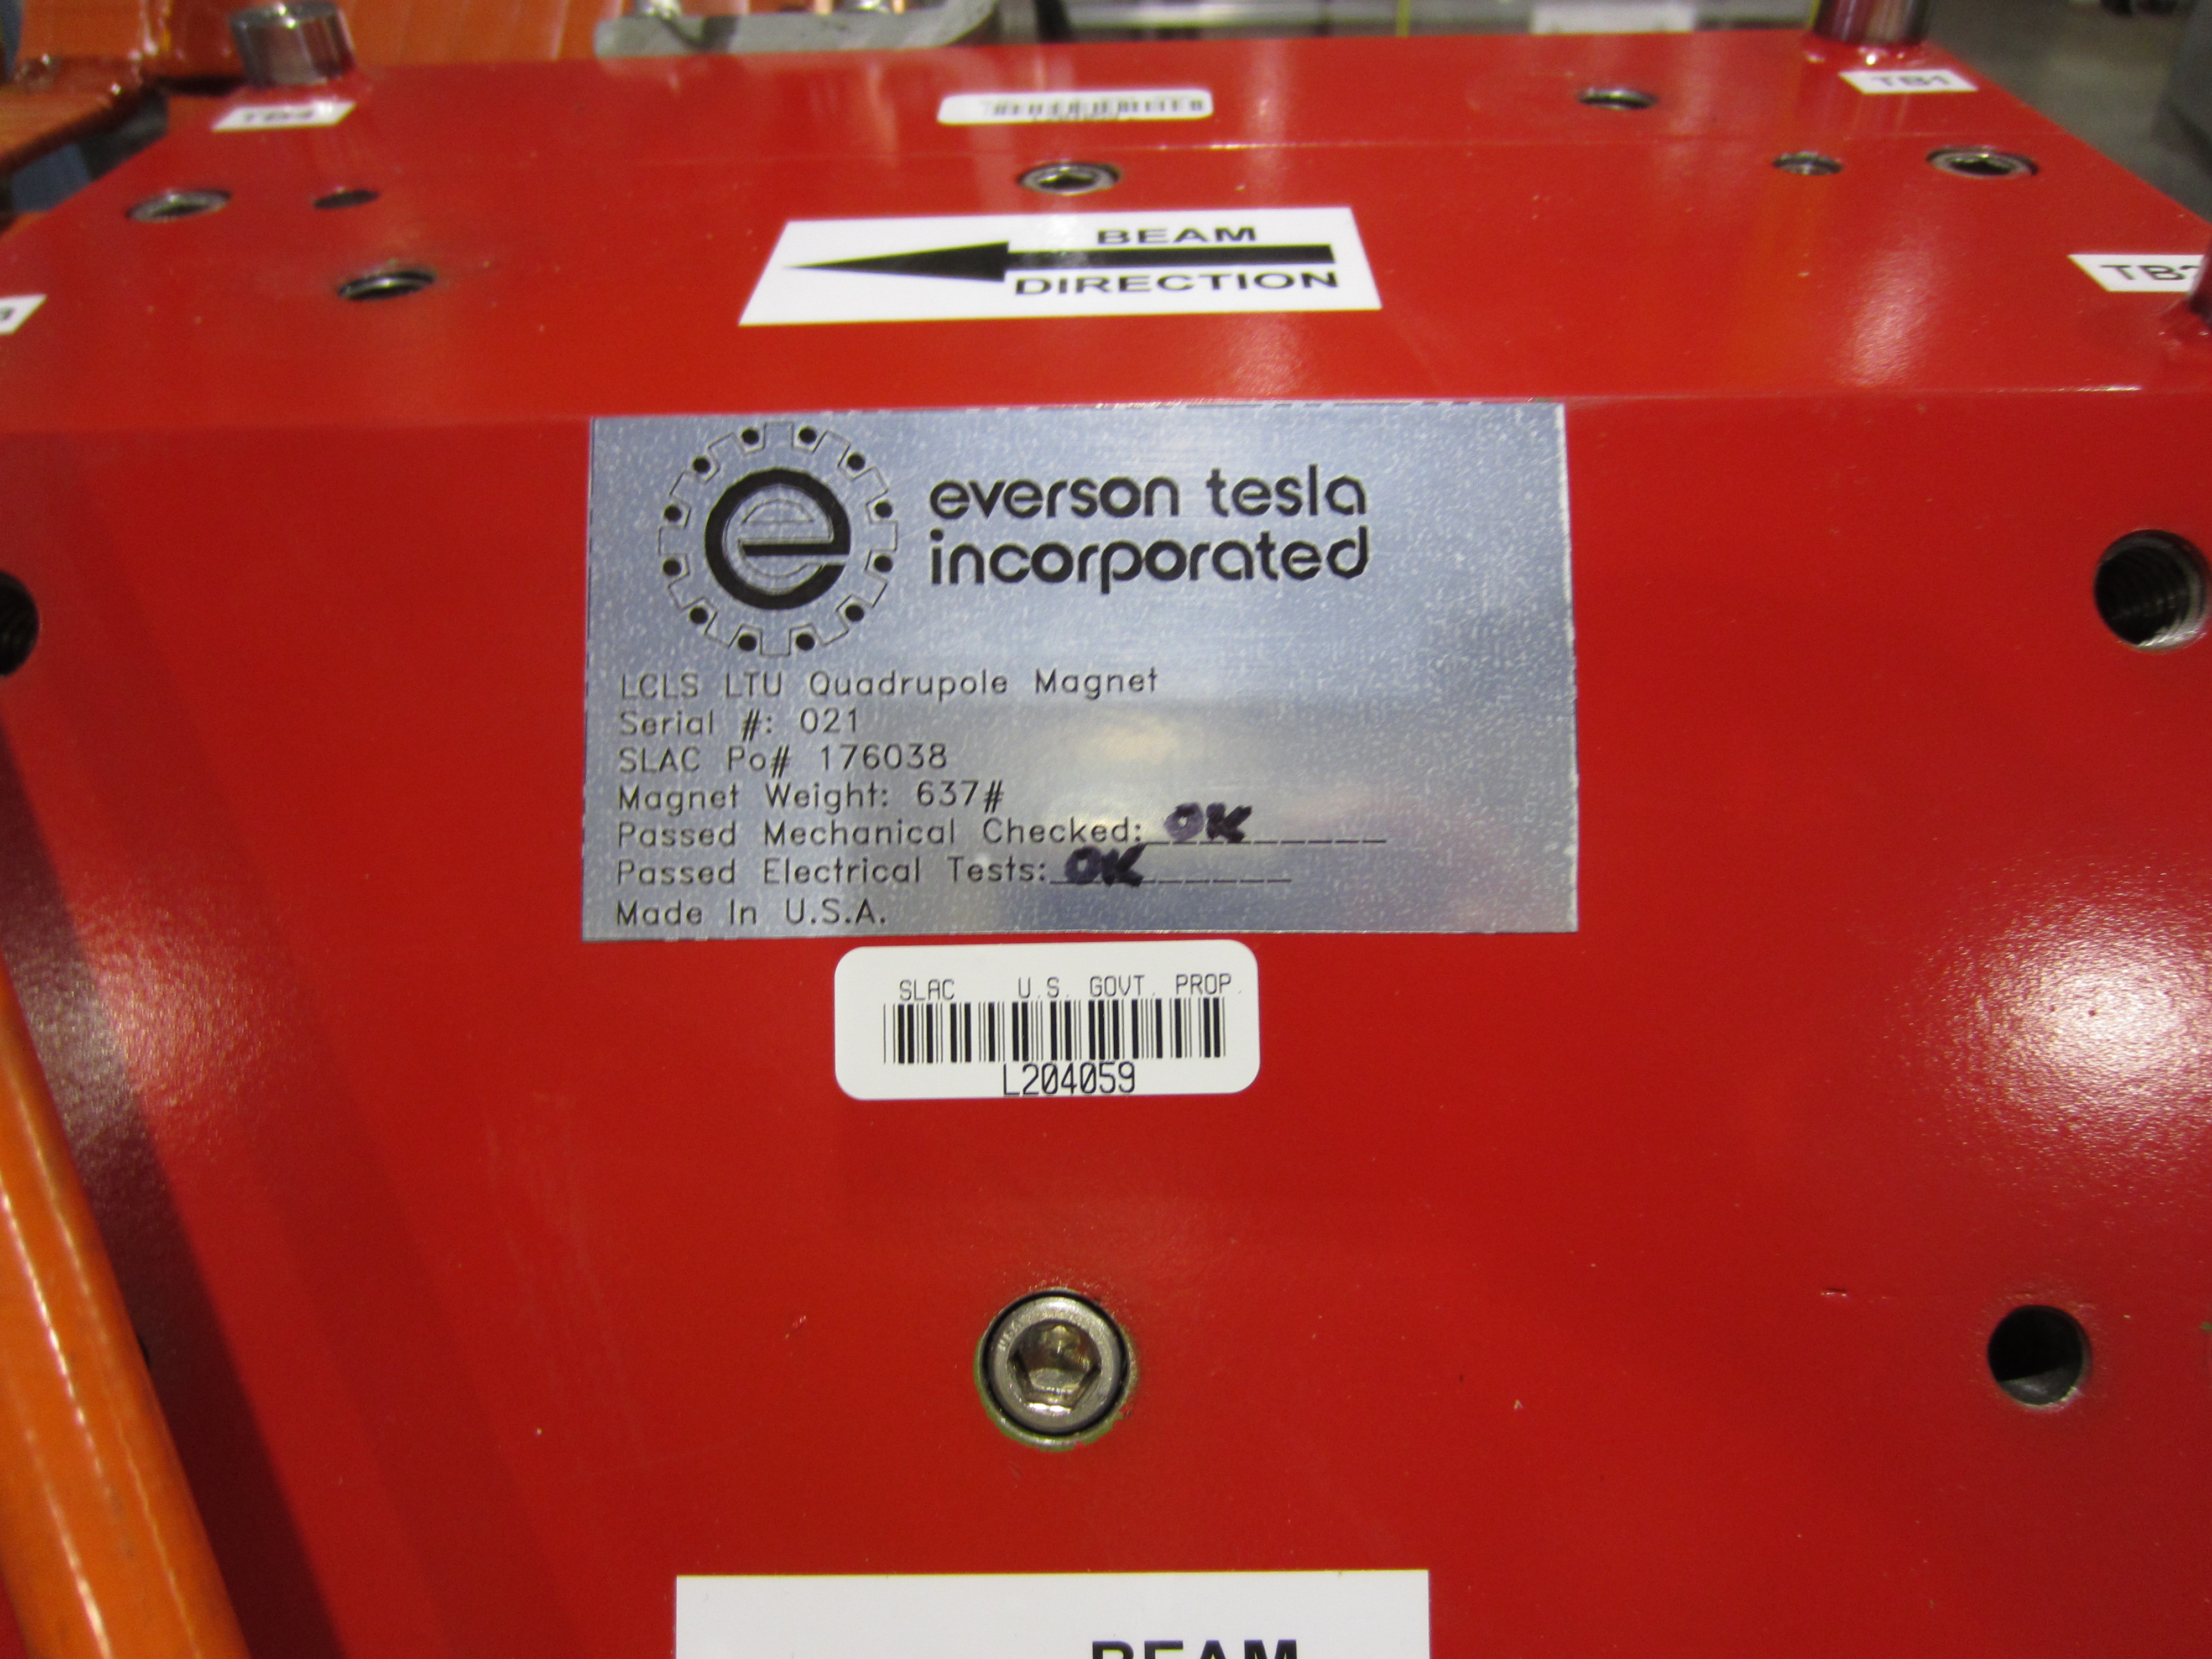 TB4
TB1
BEAM
DIRECTION
e
everson tesla
incorporated
LCLS LTU Quadrupole Magnet
Serial #: 021
SLAC Po# 176038
Magnet Weight: 637#
Passed Mechanical Checked: OK
Passed Electrical Tests: OK
Made In U.S.A.
SLAC U.S. GOVT. PROP.
L204059
BEAM